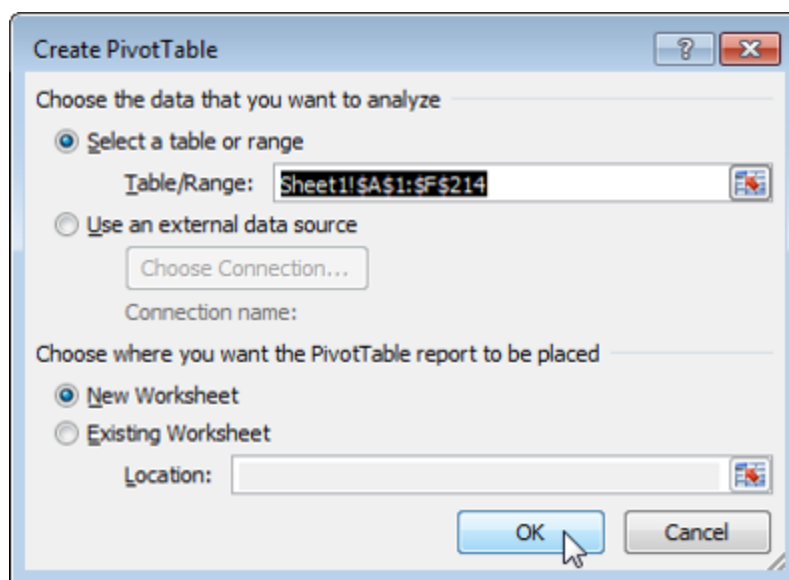 Create PivotTable
Choose the data that you want to analyze
Select a table or range
Table/Range: Sheet1!$A$1:$F$214
Use an external data source
Choose Connection...
Connection name:
Choose where you want the PivotTable report to be placed
New Worksheet
Existing Worksheet
Location:
OK Cancel